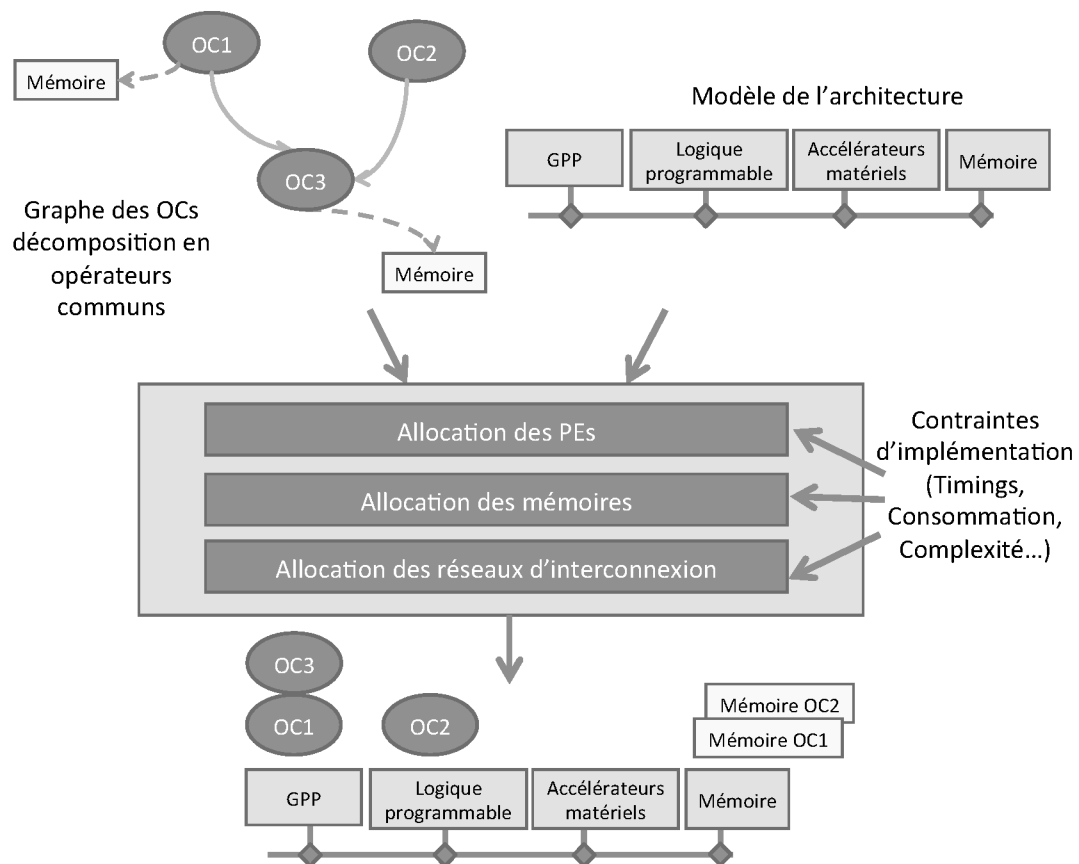 OC1
OC2
Mémoire
OC3
Mémoire
Graphe des OCs
décomposition en
opérateurs
communs
Modèle de l'architecture
GPP
Logique
programmable
Accélérateurs
matériels
Mémoire
Allocation des PEs
Allocation des mémoires
Allocation des réseaux d'interconnexion
Contraintes
d'implémentation
(Timings,
Consommation,
Complexité...)
OC3
OC1
OC2
Mémoire OC2
Mémoire OC1
GPP
Logique
programmable
Accélérateurs
matériels
Mémoire